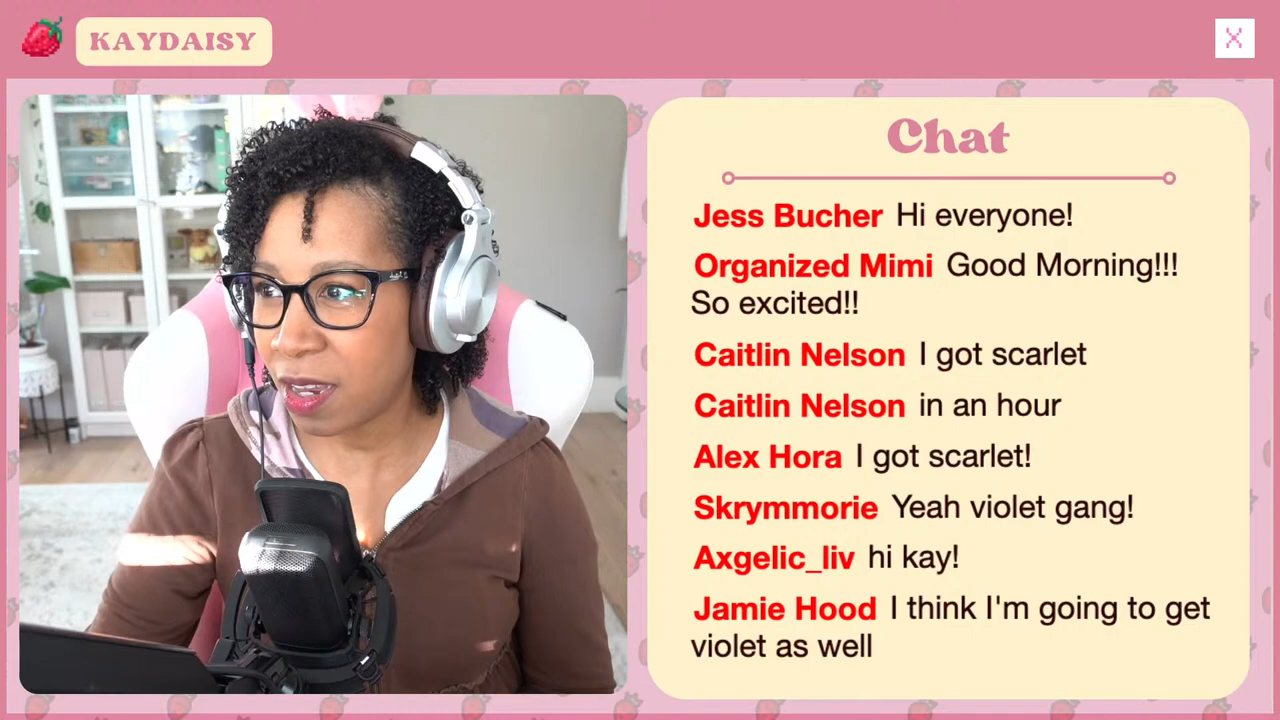 KAYDAISY
Chat
Jess Bucher Hi everyone!
Organized Mimi Good Morning!!!
So excited!!
Caitlin Nelson I got scarlet
Caitlin Nelson in an hour
Alex Hora I got scarlet!
Skrymmorie Yeah violet gang!
Axgelic_liv hi kay!
Jamie Hood I think I'm going to get
violet as well